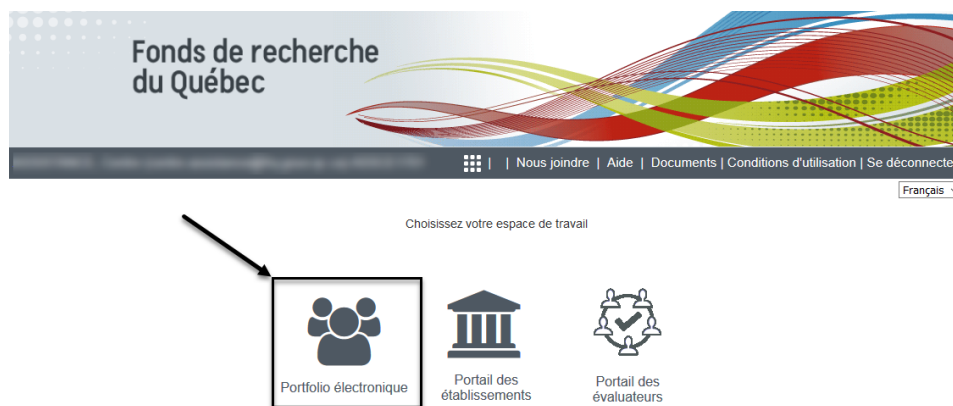 Fonds de recherche
du Québec
| | Nous joindre | Aide | Documents | Conditions d'utilisation | Se déconnecte
Français
Choisissez votre espace de travail
Portfolio électronique
Portail des
établissements
Portail des
évaluateurs